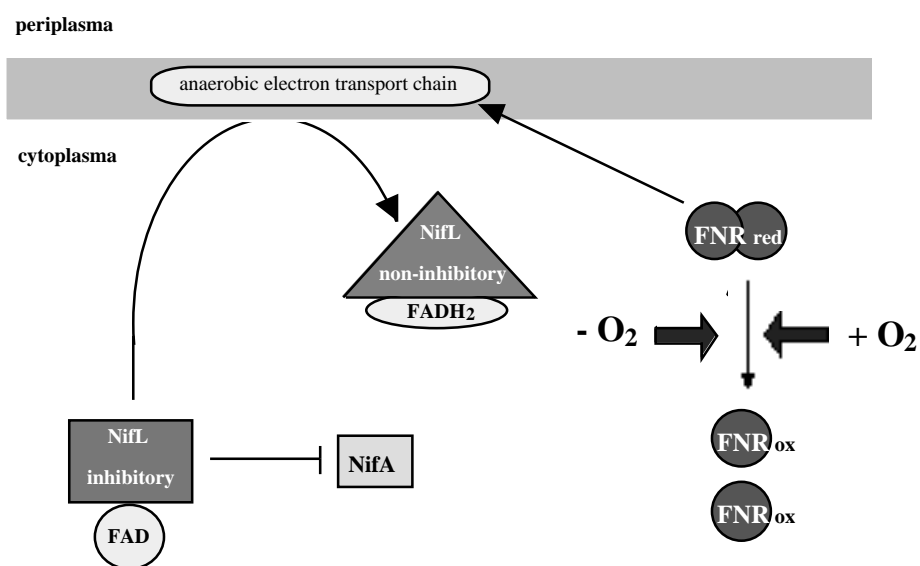 periplasma
anaerobic electron transport chain
cytoplasma
NifL
non-inhibitory
FADH2
FNR red
- O2
+ O2
NifL
inhibitory
FAD
NifA
FNR ox
FNR ox